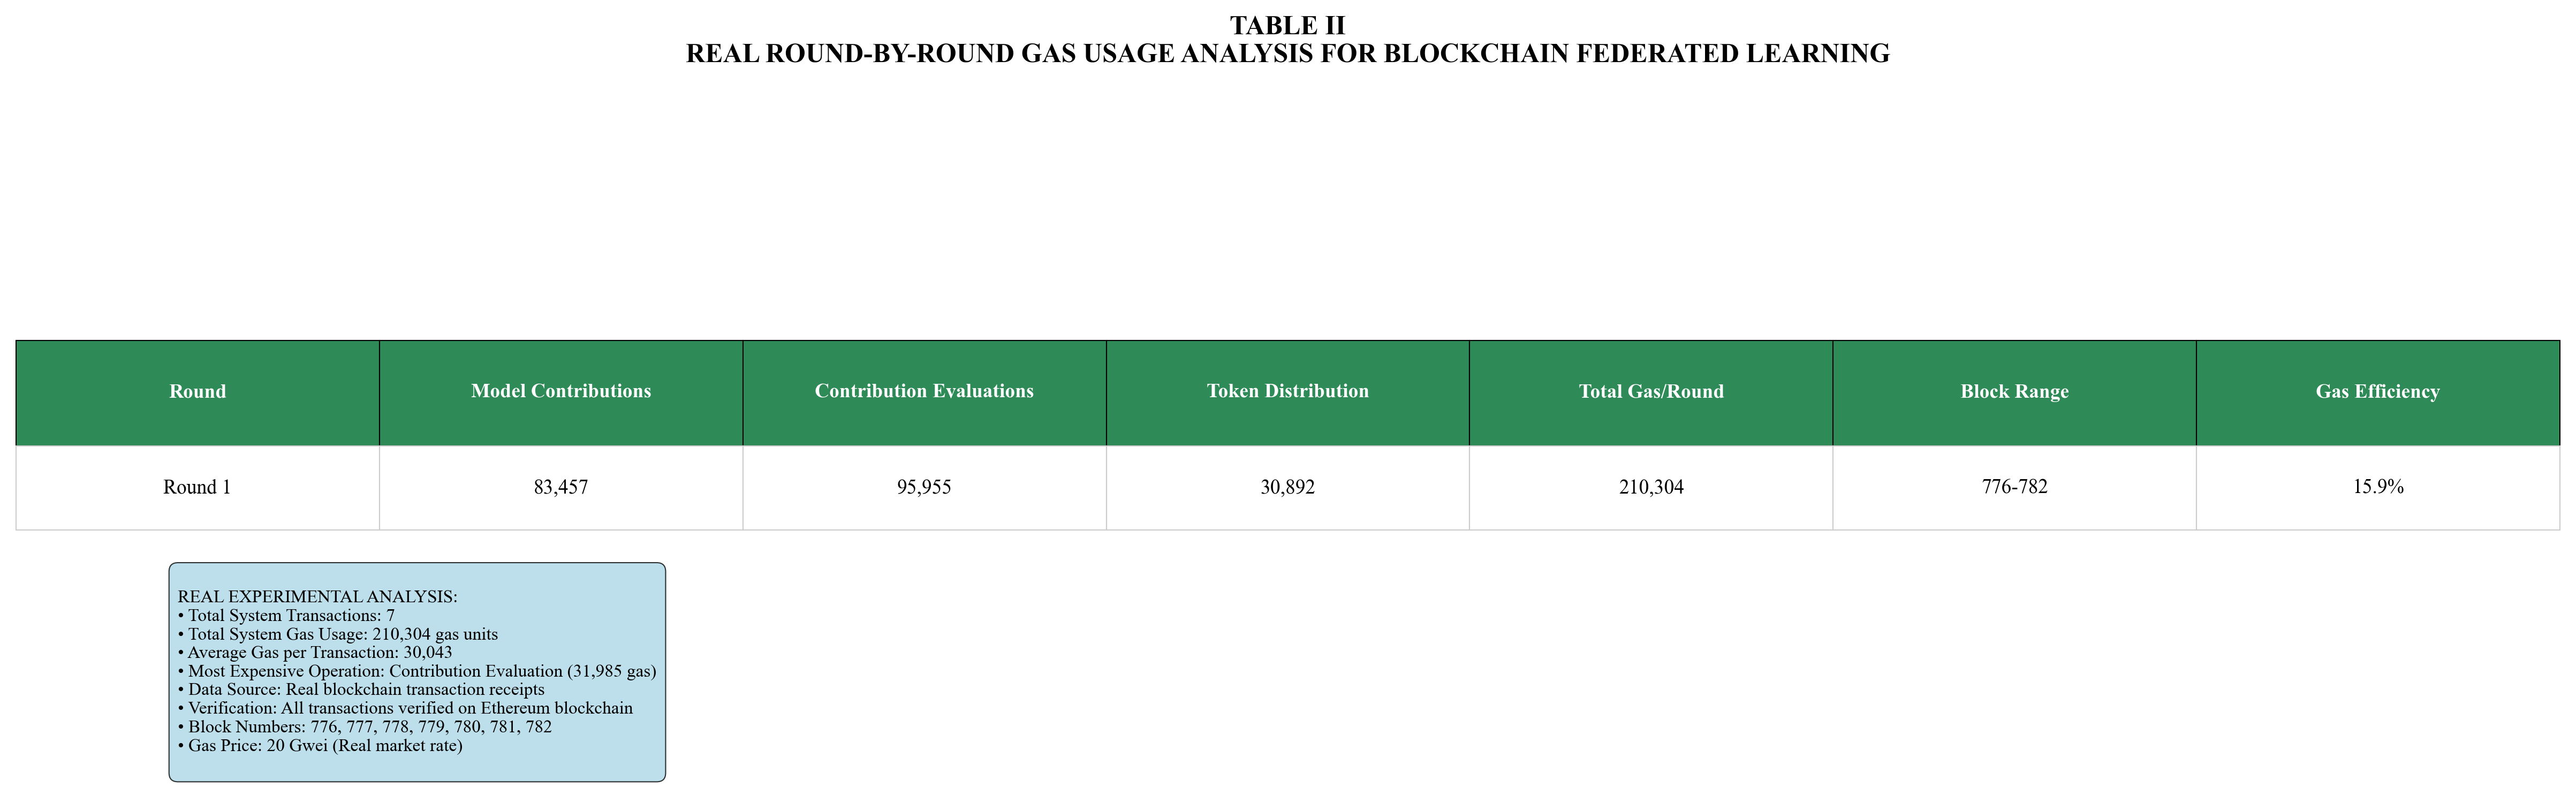 TABLE II
REAL ROUND-BY-ROUND GAS USAGE ANALYSIS FOR BLOCKCHAIN FEDERATED LEARNING
Round Model Contributions Contribution Evaluations Token Distribution Total Gas/Round Block Range Gas Efficiency
Round 1 83,457 95,955 30,892 210,304 776-782 15.9%
REAL EXPERIMENTAL ANALYSIS:
• Total System Transactions: 7
• Total System Gas Usage: 210,304 gas units
• Average Gas per Transaction: 30,043
• Most Expensive Operation: Contribution Evaluation (31,985 gas)
• Data Source: Real blockchain transaction receipts
• Verification: All transactions verified on Ethereum blockchain
• Block Numbers: 776, 777, 778, 779, 780, 781, 782
• Gas Price: 20 Gwei (Real market rate)